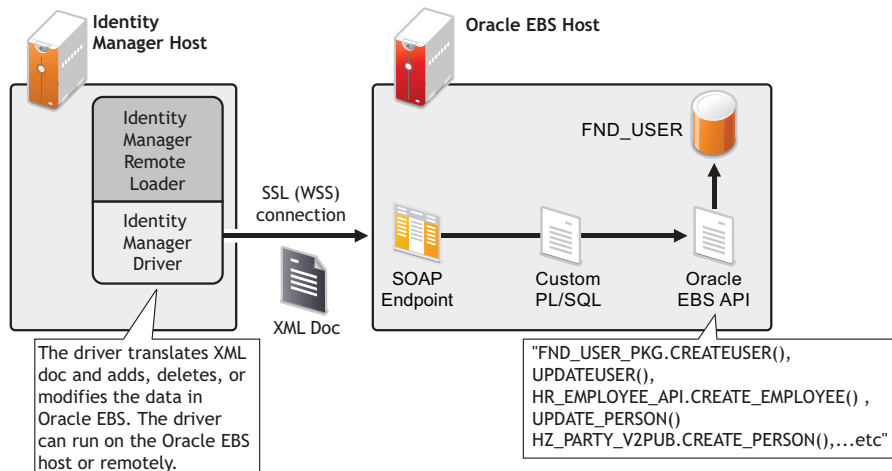 Identity
Manager Host
Oracle EBS Host
Identity
Manager
Remote
Loader
Identity
Manager
Driver
SSL (WSS)
connection
XML Doc
FND_USER
SOAP
Endpoint
Custom
PL/SQL
Oracle
EBS API
The driver translates XML
doc and adds, deletes, or
modifies the data in
Oracle EBS. The driver
can run on the Oracle EBS
host or remotely.
"FND_USER_PKG.CREATEUSER(),
UPDATEUSER(),
HR_EMPLOYEE_API.CREATE_EMPLOYEE() ,
UPDATE_PERSON()
HZ_PARTY_V2PUB.CREATE_PERSON(),...etc"